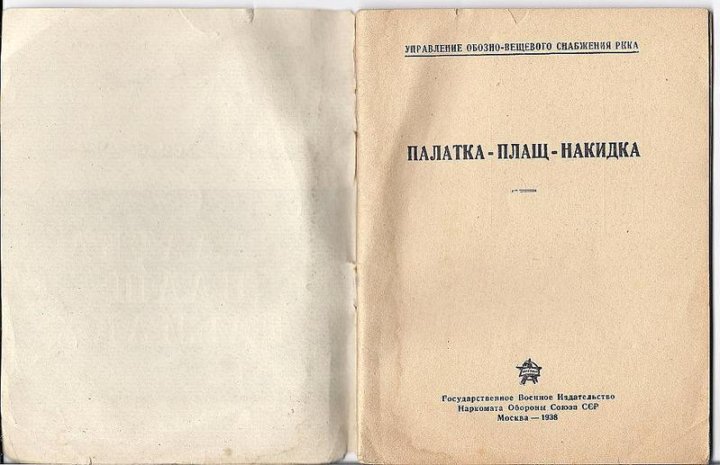 УПРАВЛЕНИЕ ОБОЗНО-ВЕЩЕВОГО СНАБЖЕНИЯ РККА
ПАЛАТКА-ПЛАЩ-НАКИДКА
Государственное Военное Издательство
Наркомата Обороны Союза ССР
Москва — 1938